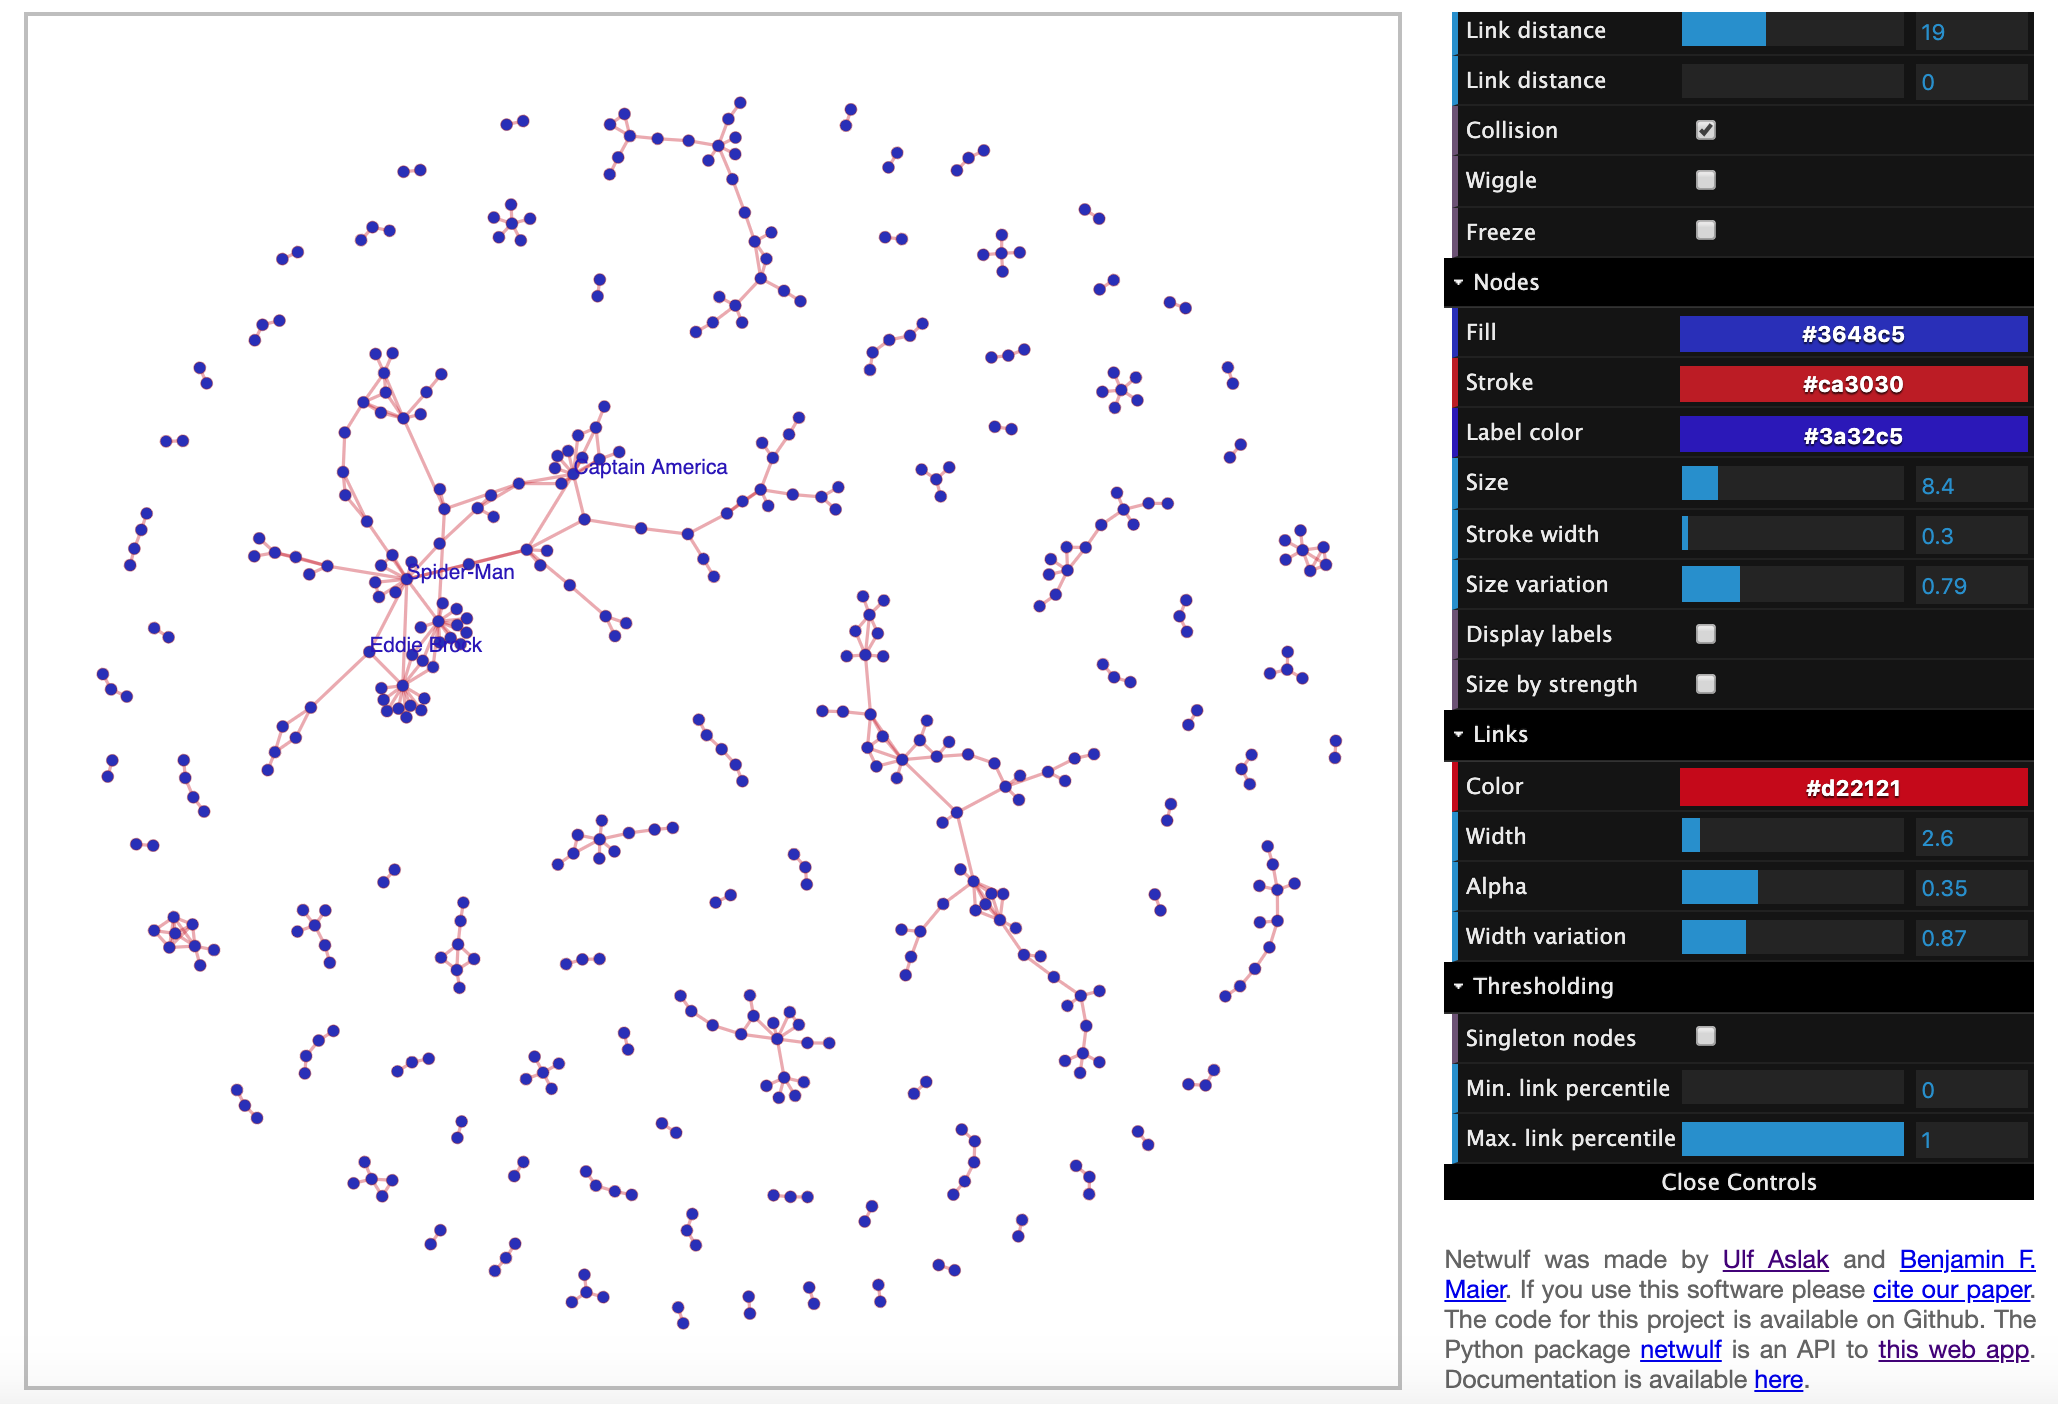 Captain America
Spider-Man
Eddie Brock
Link distance 19
Link distance 0
Collision
Wiggle
Freeze
Nodes
Fill #3648c5
Stroke #ca3030
Label color #3a32c5
Size 8.4
Stroke width 0.3
Size variation 0.79
Display labels
Size by strength
Links
Color #d22121
Width 2.6
Alpha 0.35
Width variation 0.87
Thresholding
Singleton nodes
Min. link percentile 0
Max. link percentile 1
Close Controls
Netwulf was made by Ulf Aslak and Benjamin F.
Maier. If you use this software please cite our paper.
The code for this project is available on Github. The
Python package netwulf is an API to this web app.
Documentation is available here.